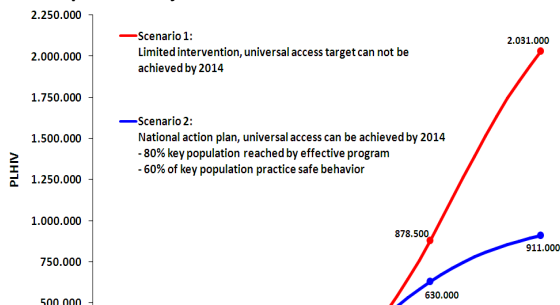 2.250.000
2.000.000
1.750.000
1.500.000
1.250.000
1.000.000
750.000
500.000
PLHIV
Scenario 1:
Limited intervention, universal access target can not be
achieved by 2014
Scenario 2:
National action plan, universal access can be achieved by 2014
- 80% key population reached by effective program
- 60% of key population practice safe behavior
2.031.000
878.500
911.000
630.000